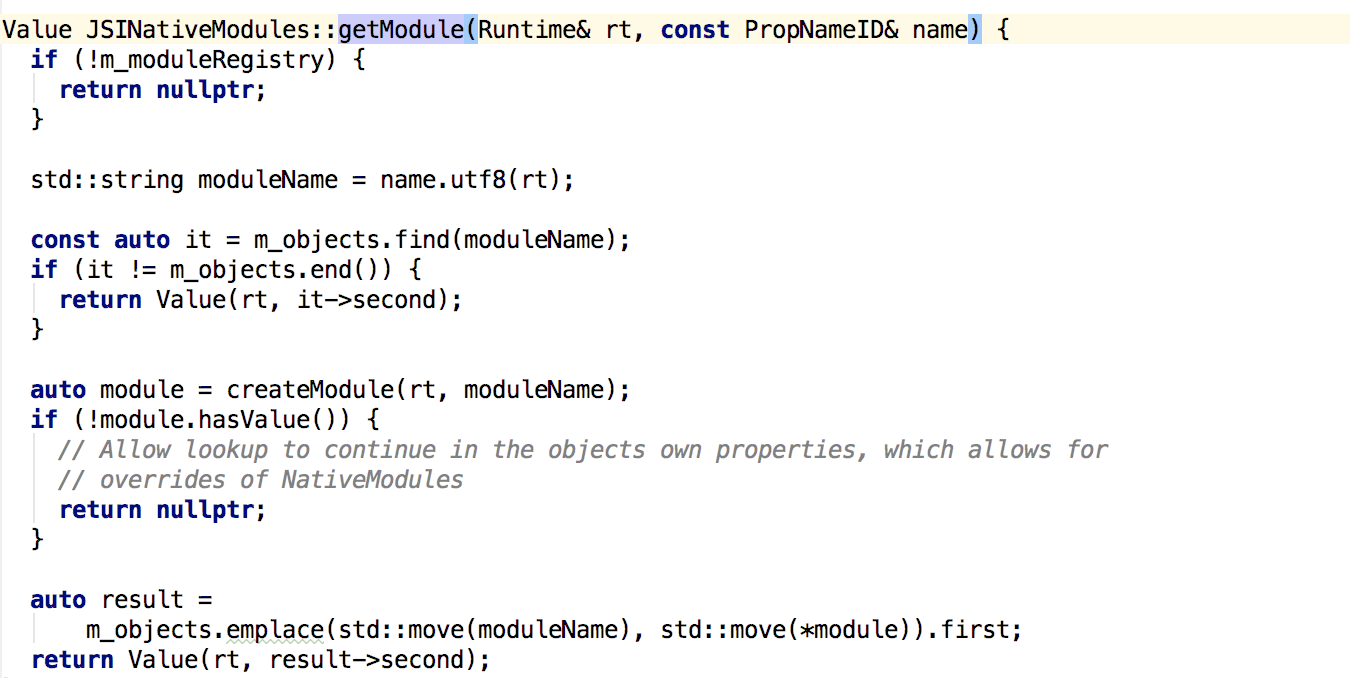 Value JSINativeModules::getModule(Runtime& rt, const PropNameID& name) {
if (!m_moduleRegistry) {
return nullptr;
}
std::string moduleName = name.utf8(rt);
const auto it = m_objects.find(moduleName);
if (it != m_objects.end()) {
return Value(rt, it->second);
}
auto module = createModule(rt, moduleName);
if (!module.hasValue()) {
// Allow lookup to continue in the objects own properties, which allows for
// overrides of NativeModules
return nullptr;
}
auto result =
m_objects.emplace(std::move(moduleName), std::move(*module)).first;
return Value(rt, result->second);